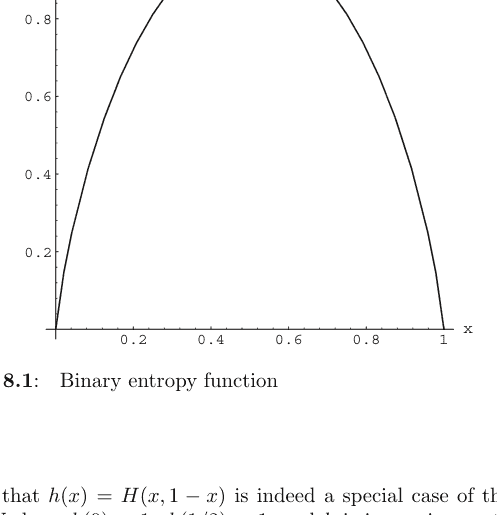 0.8
0.6
0.4
0.2
0.2 0.4 0.6 0.8 1 x
8.1: Binary entropy function
that h(x) = H(x, 1 − x) is indeed a special case of